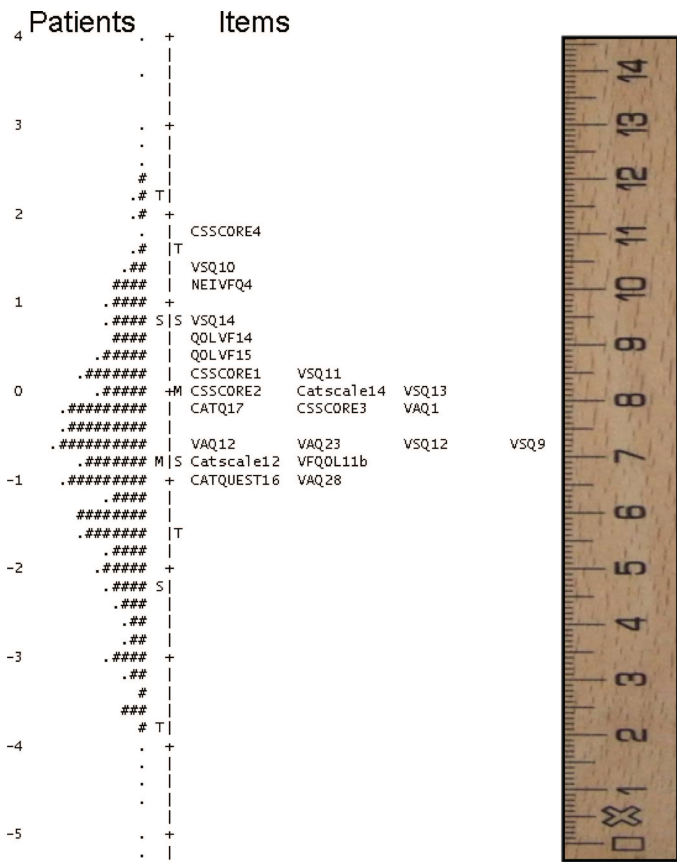 Patients Items
4 . +
|
. |
|
|
3 . +
. |
. |
# |
.# T|
2 .# +
. | CSSCORE4
.# |T
.## | VSQ10
#### | NEIVFQ4
1 .#### +
.#### S|S VSQ14
#### | QOLVF14
.##### | QOLVF15
.####### | CSSCORE1 VSQ11
0 .##### +M CSSCORE2 Catscale14 VSQ13
.######### | CATQ17 CSSCORE3 VAQ1
.######### |
.########## | VAQ12 VAQ23 VSQ12 VSQ9
.####### M|S Catscale12 VFQOL11b
-1 .######### + CATQUEST16 VAQ28
.#### |
######## |
.####### |T
.#### |
-2 .##### +
.#### S|
.### |
.## |
.## |
-3 .#### +
.## |
# |
### |
# T|
-4 . +
. |
. |
. |
|
-5 . +
. |
14
13
12
11
10
9
8
7
6
5
4
3
2
1
0